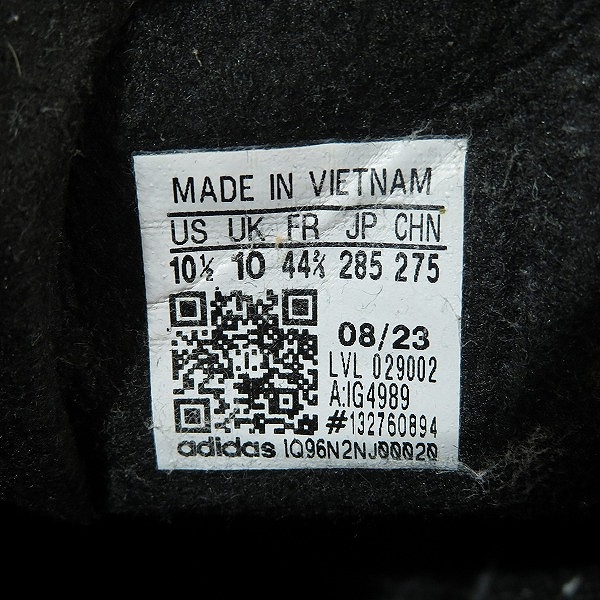 MADE IN VIETNAM
US UK FR JP CHN
10½ 10 44⅔ 285 275
08/23
LVL 029002
A:IG4989
#132760894
adidas 1Q96N2NJ00020